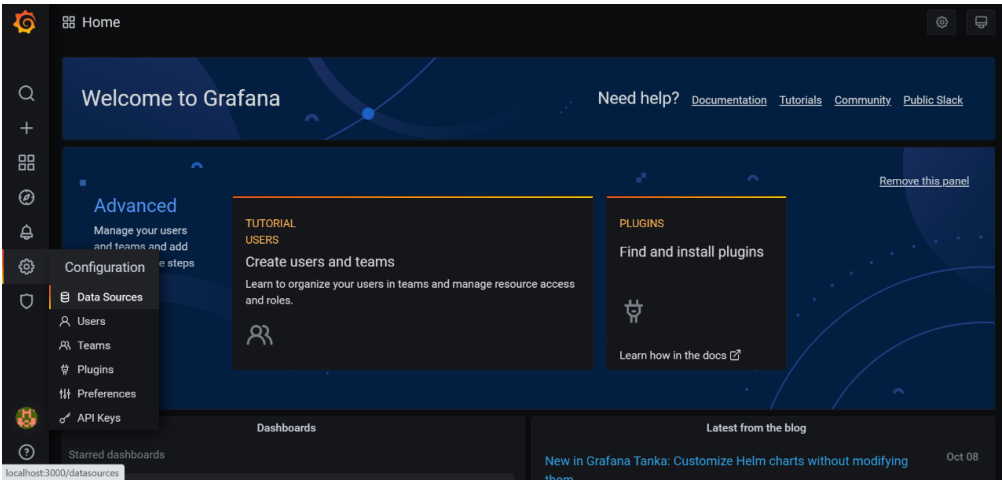 Home
Welcome to Grafana
Need help? Documentation Tutorials Community Public Slack
Remove this panel
Advanced
Manage your users
and teams and add
e steps
TUTORIAL
USERS
Create users and teams
Learn to organize your users in teams and manage resource access
and roles.
PLUGINS
Find and install plugins
Learn how in the docs
Configuration
Data Sources
Users
Teams
Plugins
Preferences
API Keys
Dashboards
Starred dashboards
Latest from the blog
New in Grafana Tanka: Customize Helm charts without modifying
them
Oct 08
localhost:3000/datasources